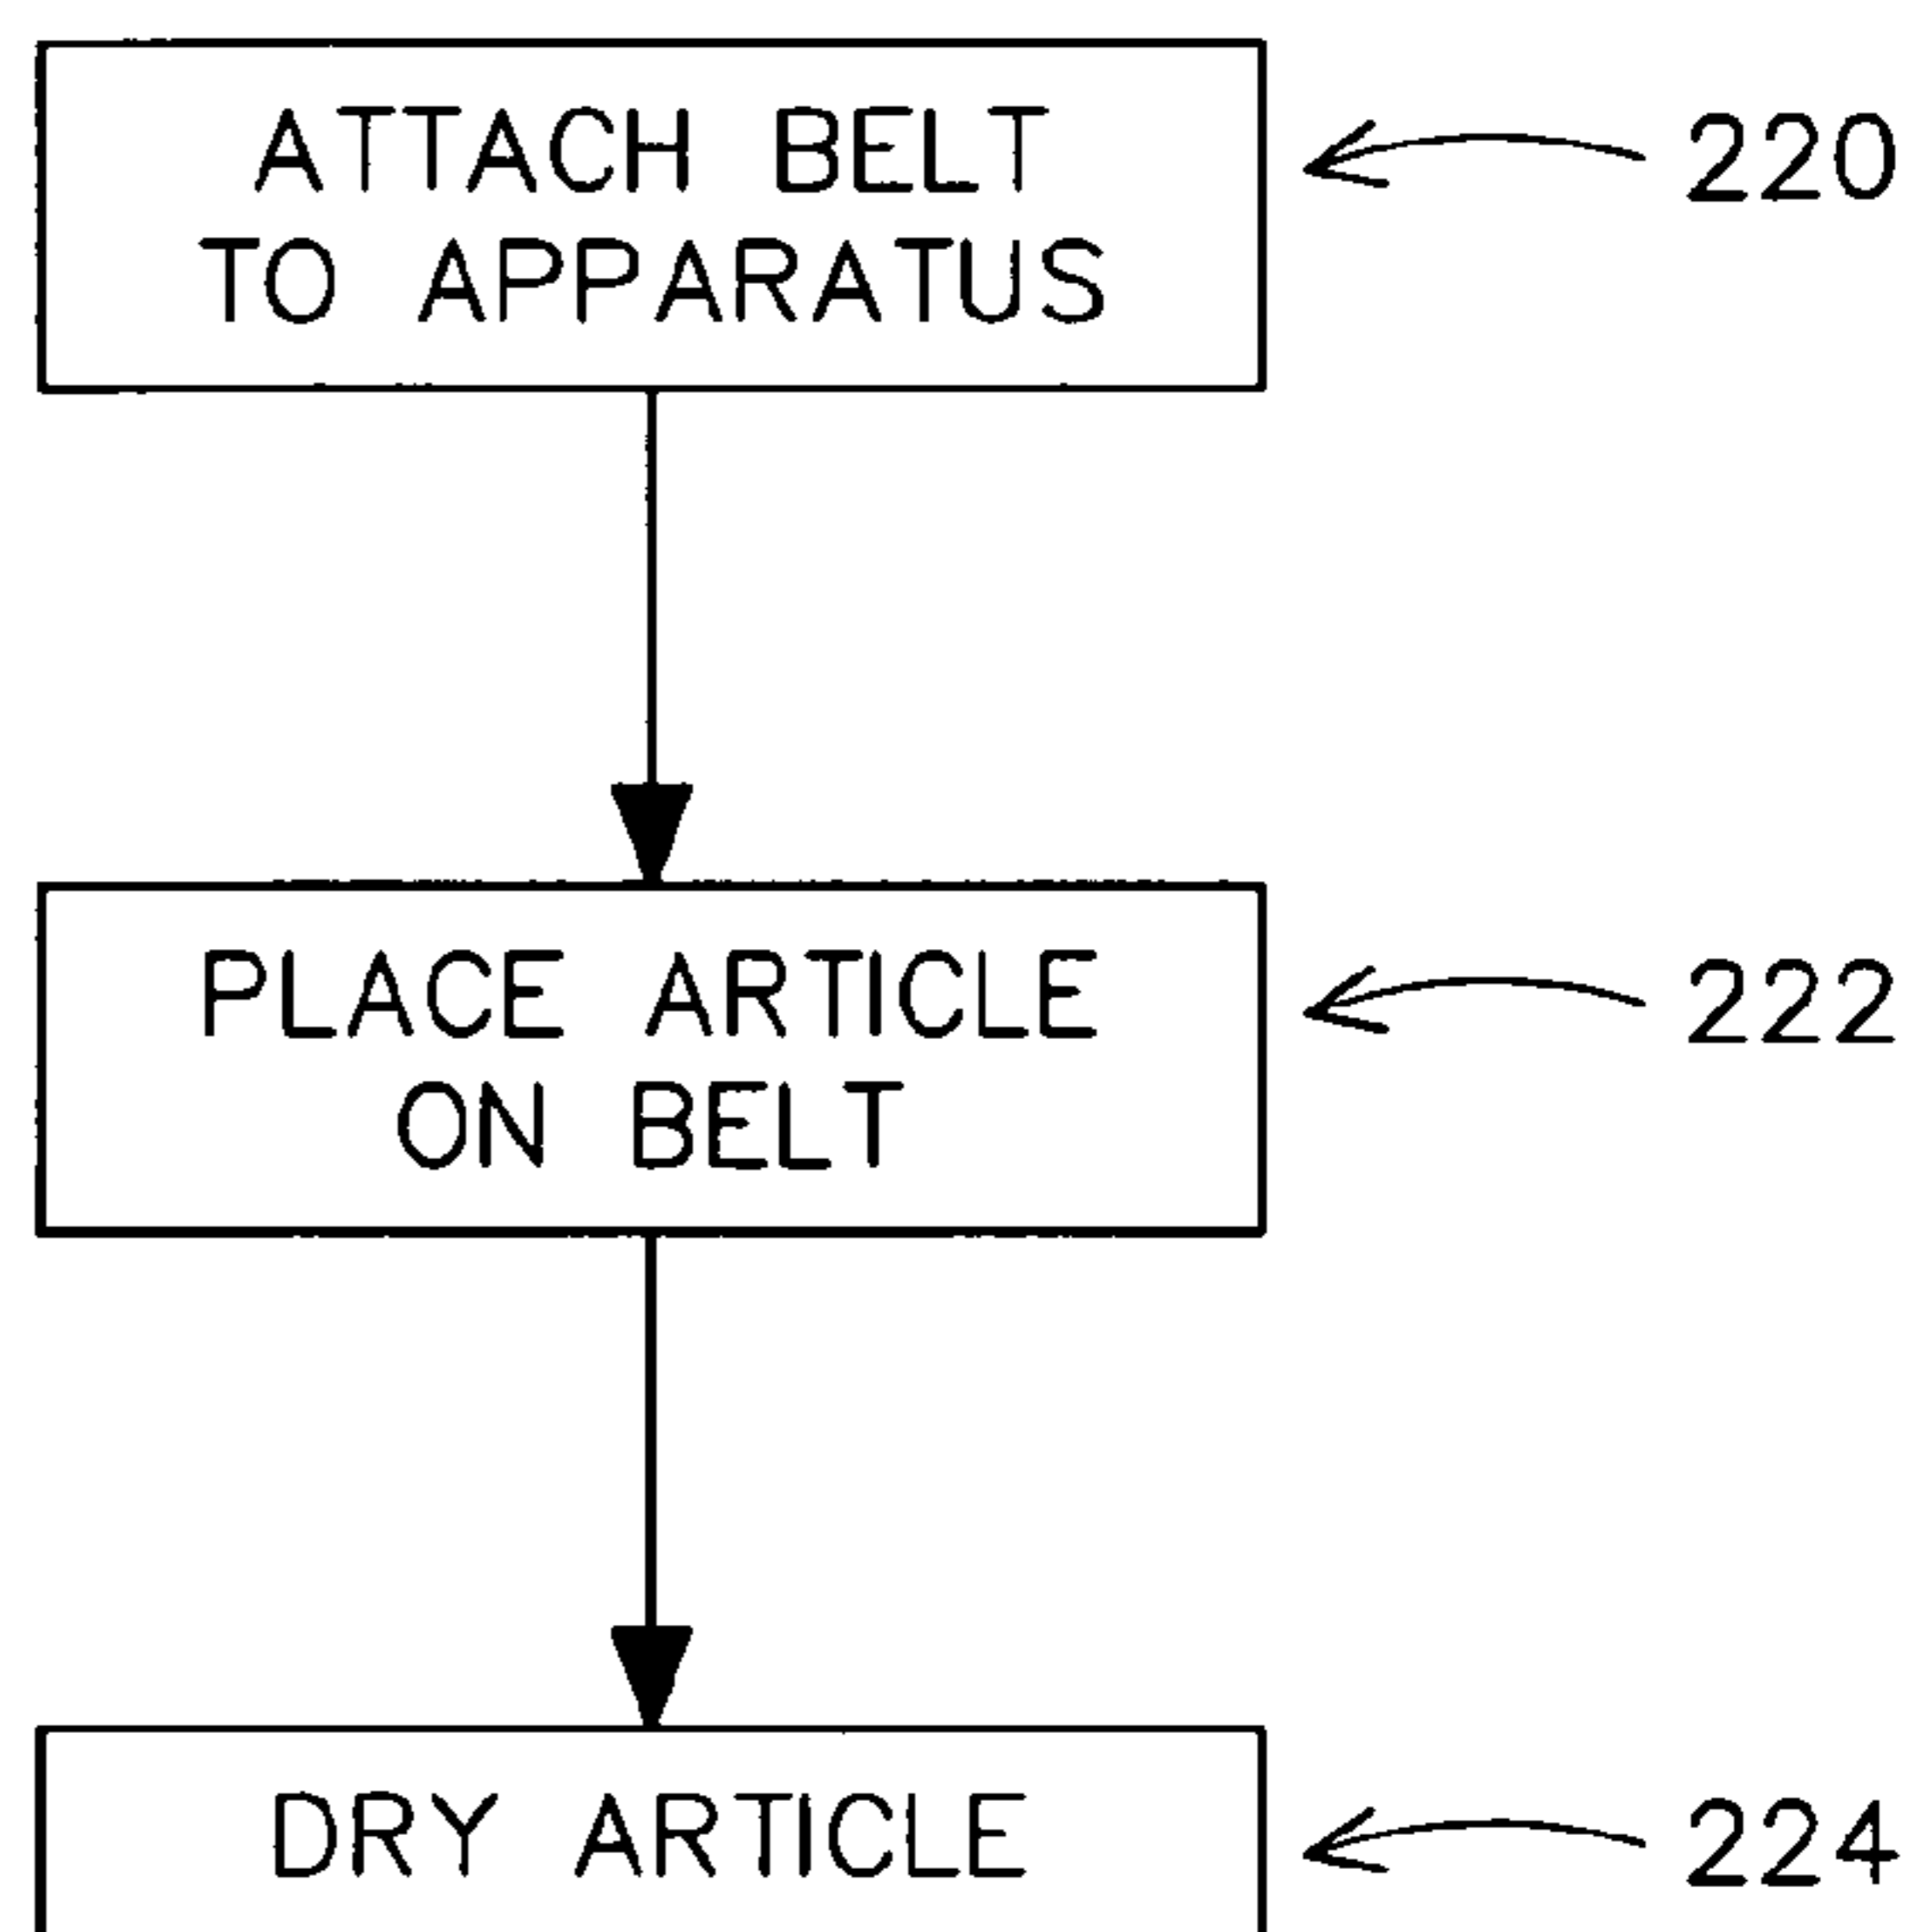 ATTACH BELT
TO APPARATUS
220
PLACE ARTICLE
ON BELT
222
DRY ARTICLE
224